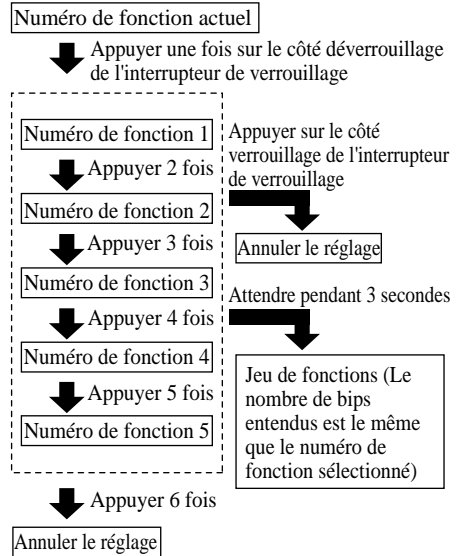 Numéro de fonction actuel
Appuyer une fois sur le côté déverrouillage
de l'interrupteur de verrouillage
Numéro de fonction 1
Appuyer 2 fois
Numéro de fonction 2
Appuyer 3 fois
Numéro de fonction 3
Appuyer 4 fois
Numéro de fonction 4
Appuyer 5 fois
Numéro de fonction 5
Appuyer sur le côté
verrouillage de l'interrupteur
de verrouillage
Annuler le réglage
Attendre pendant 3 secondes
Jeu de fonctions (Le
nombre de bips
entendus est le même
que le numéro de
fonction sélectionné)
Appuyer 6 fois
Annuler le réglage